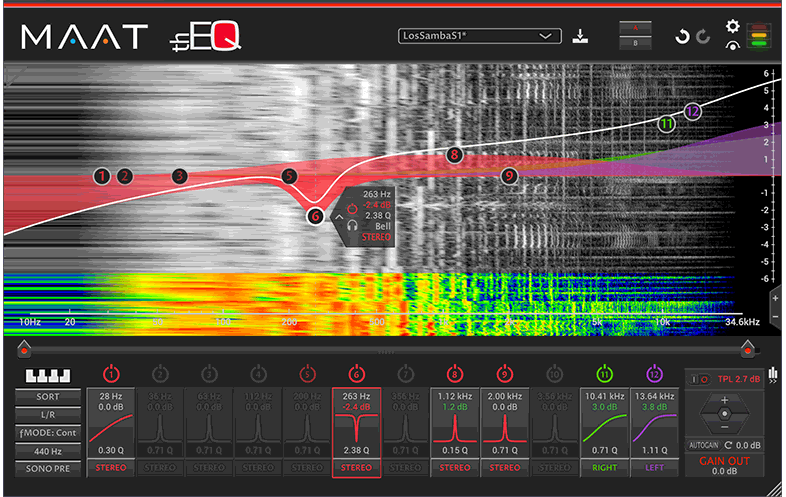 MAAT thEQ
LosSambaS1*
A
B
6
5
4
3
2
1
-1
-2
-3
-4
-5
-6
1
2
3
5
6
8
9
11
12
263 Hz
-2.4 dB
2.38 Q
Bell
STEREO
10Hz 20 50 100 200 500 5k 10k 34.6kHz
+
−
1 2 3 4 5 6 7 8 9 10 11 12
SORT
L/R
ƒMODE: Cont
440 Hz
SONO PRE
28 Hz 36 Hz 63 Hz 112 Hz 200 Hz 263 Hz 355 Hz 1.12 kHz 2.00 kHz 3.56 kHz 10.41 kHz 13.64 kHz
0.0 dB 0.0 dB 0.0 dB 0.0 dB 0.0 dB -2.4 dB 0.0 dB 1.2 dB 0.0 dB 0.0 dB 3.0 dB 3.8 dB
0.30 Q 0.71 Q 0.71 Q 0.71 Q 0.71 Q 2.38 Q 0.71 Q 0.15 Q 0.71 Q 0.71 Q 0.71 Q 1.11 Q
STEREO STEREO STEREO STEREO STEREO STEREO STEREO STEREO STEREO STEREO RIGHT LEFT
TPL 2.7 dB
+
−
AUTOGAIN 0.0 dB
GAIN OUT
0.0 dB